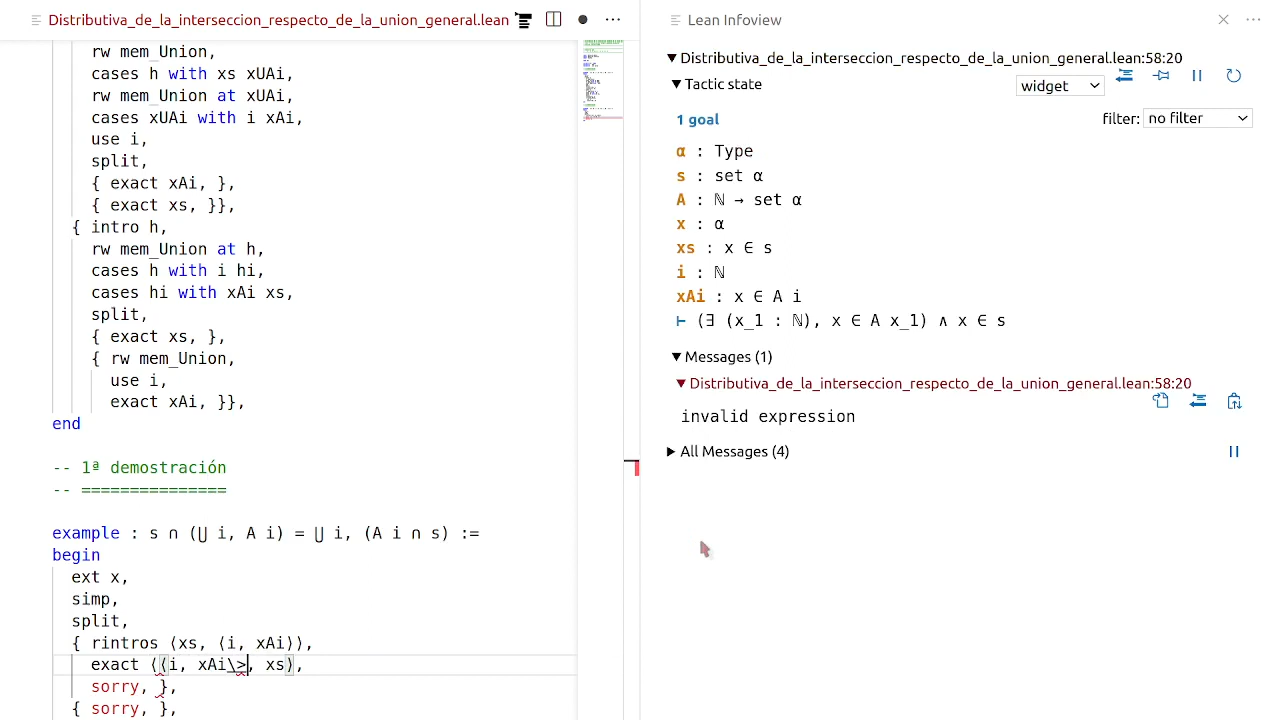 Distributiva_de_la_interseccion_respecto_de_la_union_general.lean
rw mem_Union,
cases h with xs xUAi,
rw mem_Union at xUAi,
cases xUAi with i xAi,
use i,
split,
{ exact xAi, },
{ exact xs, }},
{ intro h,
rw mem_Union at h,
cases h with i hi,
cases hi with xAi xs,
split,
{ exact xs, },
{ rw mem_Union,
use i,
exact xAi, }},
end
-- 1ª demostración
-- ===============
example : s ∩ (⋃ i, A i) = ⋃ i, (A i ∩ s) :=
begin
ext x,
simp,
split,
{ rintros ⟨xs, ⟨i, xAi⟩⟩,
exact ⟨⟨i, xAi\>, xs⟩,
sorry, },
{ sorry, },
Lean Infoview
Distributiva_de_la_interseccion_respecto_de_la_union_general.lean:58:20
Tactic state
widget
1 goal
filter: no filter
α : Type
s : set α
A : ℕ → set α
x : α
xs : x ∈ s
i : ℕ
xAi : x ∈ A i
⊢ (∃ (x_1 : ℕ), x ∈ A x_1) ∧ x ∈ s
Messages (1)
Distributiva_de_la_interseccion_respecto_de_la_union_general.lean:58:20
invalid expression
All Messages (4)